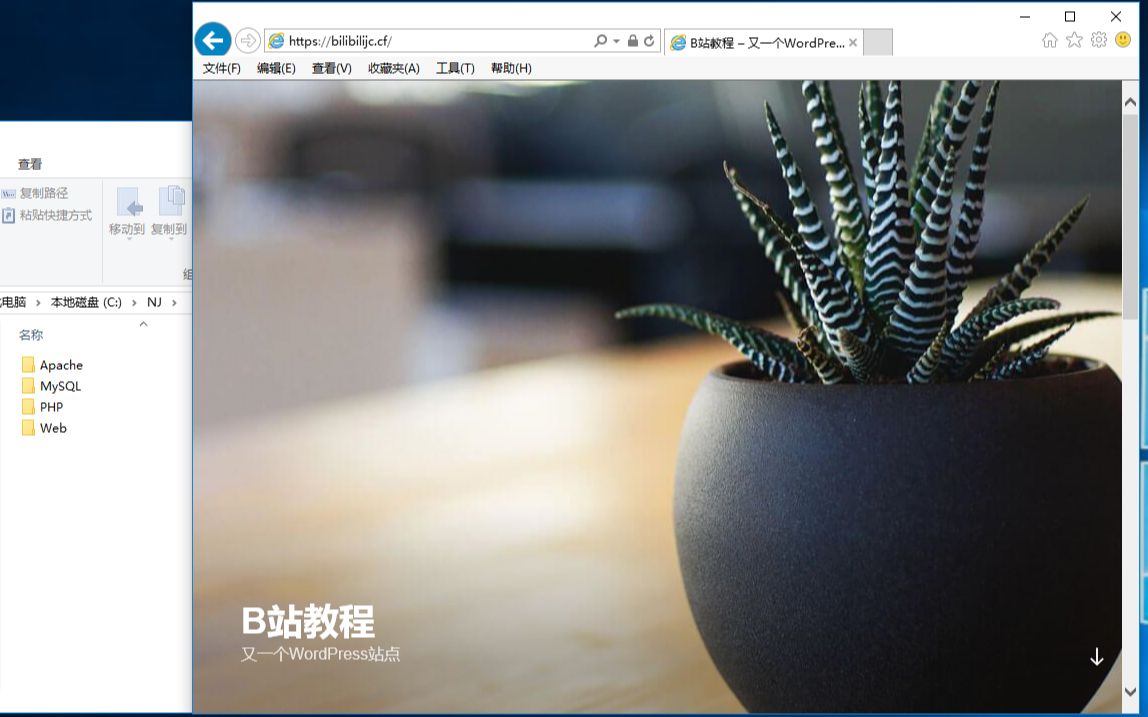 https://bilibilijc.cf/
B站教程 – 又一个WordPre...
文件(F) 编辑(E) 查看(V) 收藏夹(A) 工具(T) 帮助(H)
查看
复制路径
粘贴快捷方式
移动到 复制到
组
电脑 › 本地磁盘 (C:) › NJ ›
名称
Apache
MySQL
PHP
Web
B站教程
又一个WordPress站点